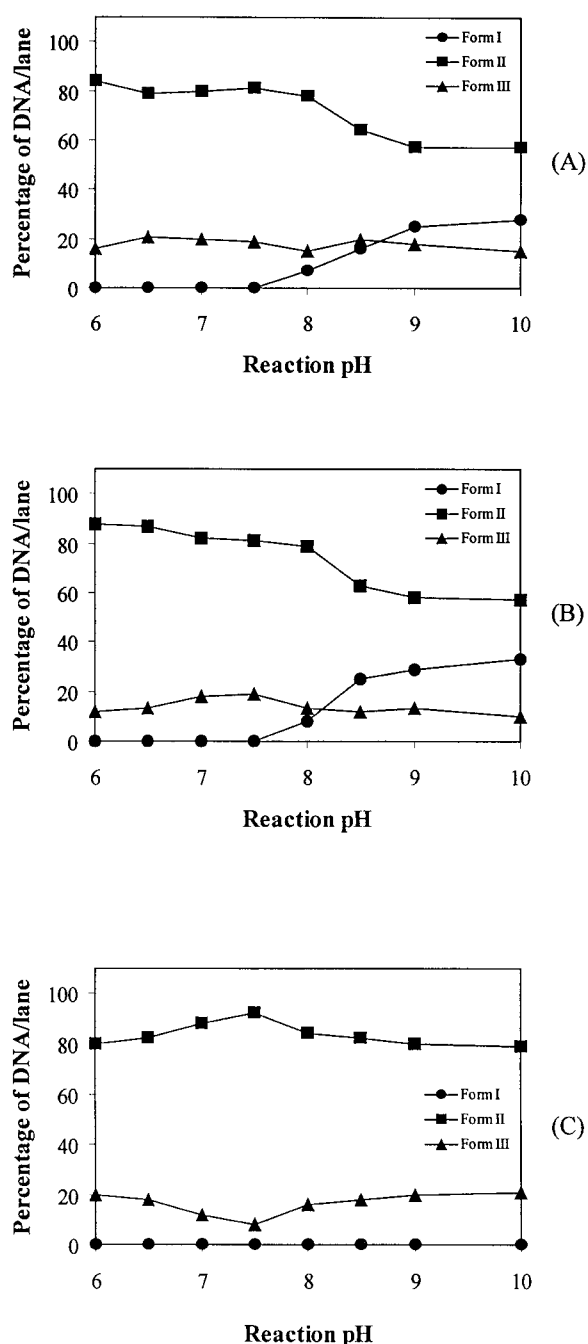 Percentage of DNA/lane
100
80
60
40
20
0
Form I
Form II
Form III
(A)
6 7 8 9 10
Reaction pH
Percentage of DNA/lane
100
80
60
40
20
0
Form I
Form II
Form III
(B)
6 7 8 9 10
Reaction pH
Percentage of DNA/lane
100
80
60
40
20
0
Form I
Form II
Form III
(C)
6 7 8 9 10
Reaction pH